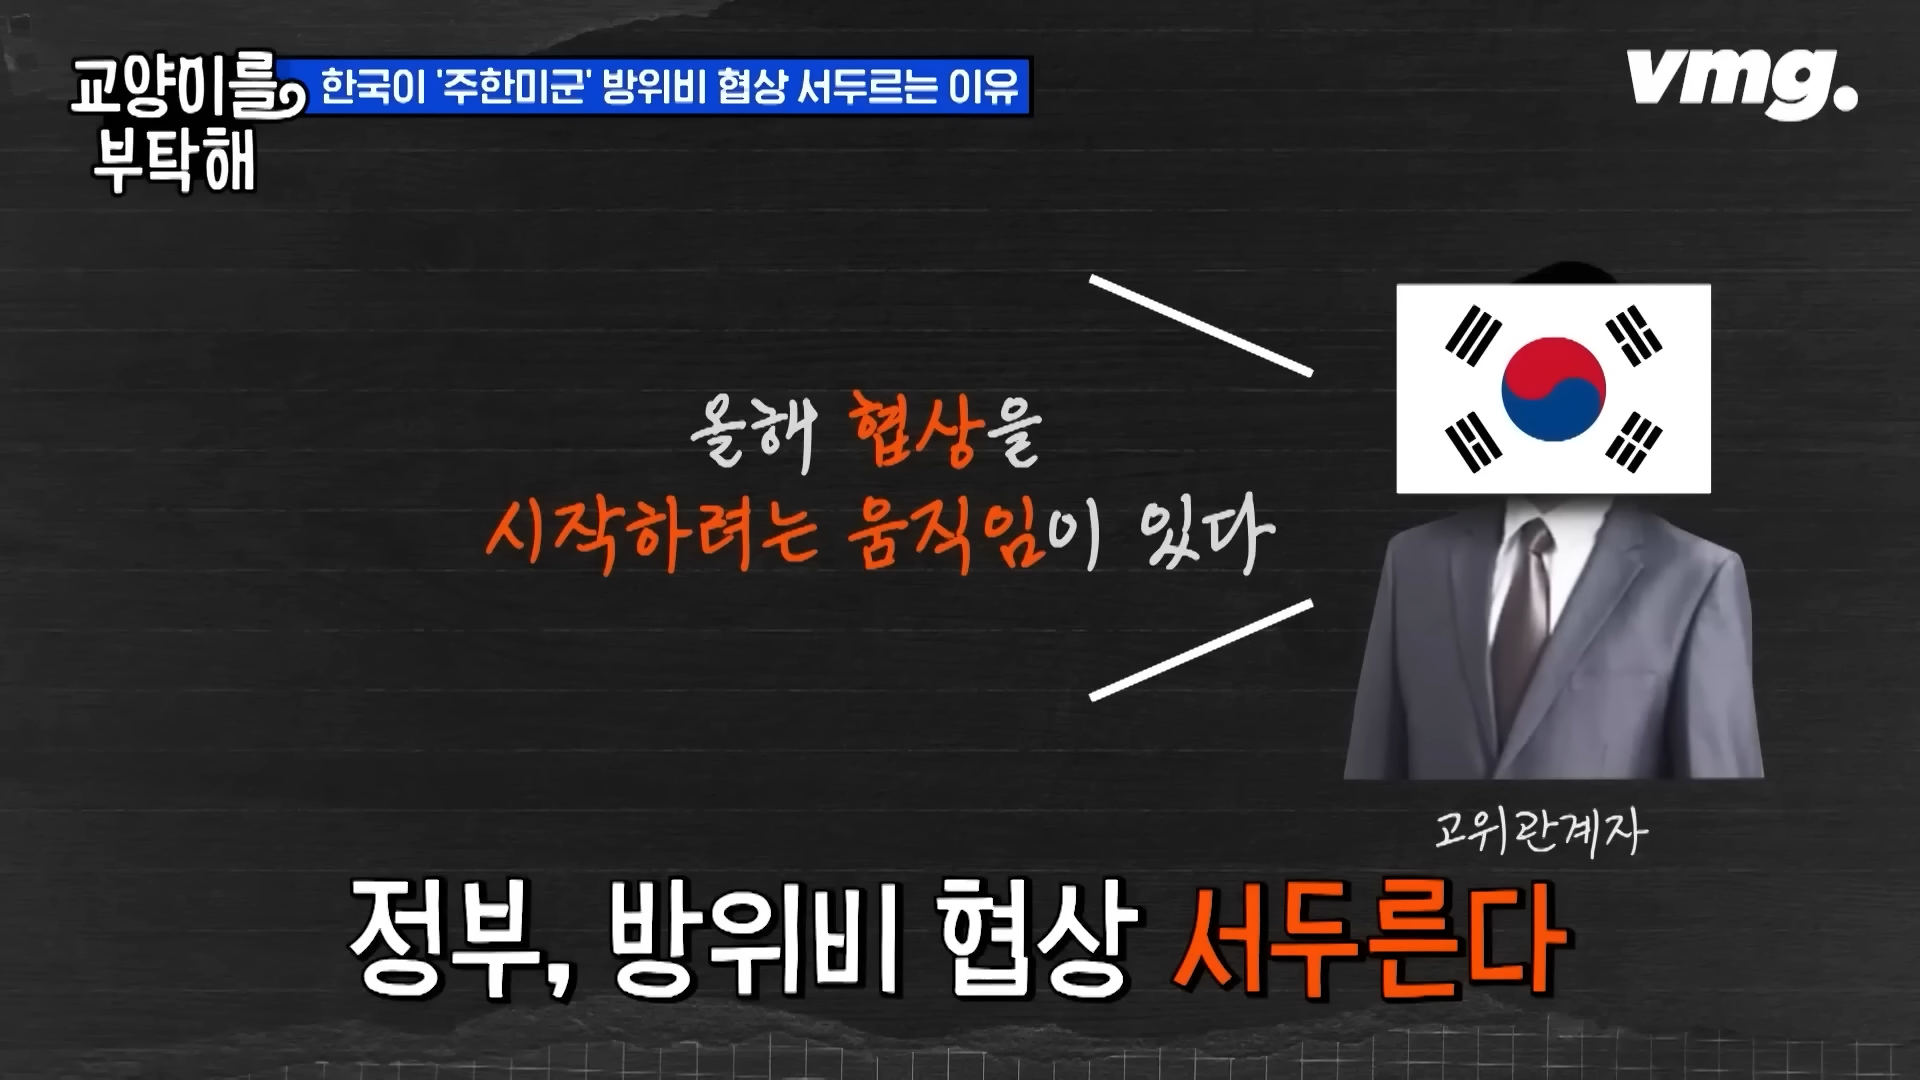 교양이를
부탁해
한국이 '주한미군' 방위비 협상 서두르는 이유
vmg.
올해 협상을
시작하려는 움직임이 있다
고위관계자
정부, 방위비 협상 서두른다